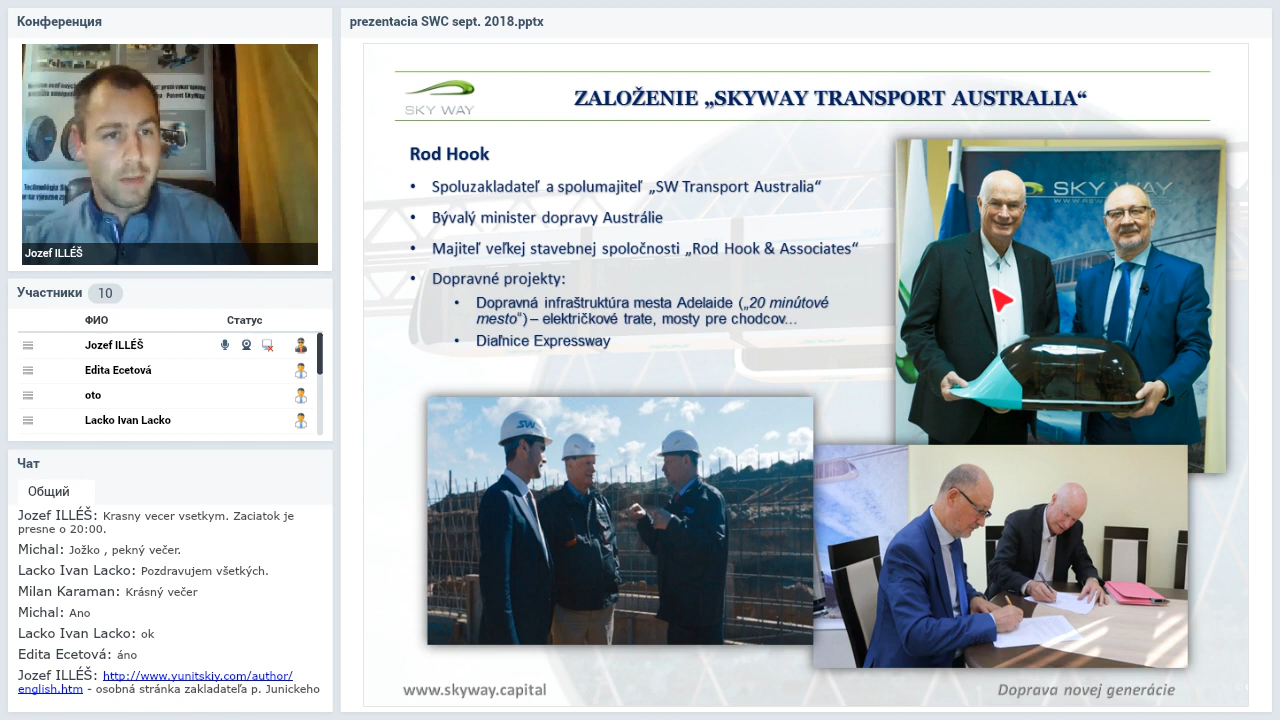 Конференция
Jozef ILLÉŠ
Участники 10
ФИО Статус
Jozef ILLÉŠ
Edita Ecetová
oto
Lacko Ivan Lacko
Чат
Общий
Jozef ILLÉŠ: Krasny vecer vsetkym. Zaciatok je
presne o 20:00.
Michal: Jožko , pekný večer.
Lacko Ivan Lacko: Pozdravujem všetkých.
Milan Karaman: Krásný večer
Michal: Ano
Lacko Ivan Lacko: ok
Edita Ecetová: áno
Jozef ILLÉŠ: http://www.yunitskiy.com/author/
english.htm - osobná stránka zakladateľa p. Junickeho
prezentacia SWC sept. 2018.pptx
SKY WAY
ZALOŽENIE „SKYWAY TRANSPORT AUSTRALIA“
Rod Hook
• Spoluzakladateľ a spolumajiteľ „SW Transport Australia“
• Bývalý minister dopravy Austrálie
• Majiteľ veľkej stavebnej spoločnosti „Rod Hook & Associates“
• Dopravné projekty:
• Dopravná infraštruktúra mesta Adelaide („20 minútové
mesto“) – električkové trate, mosty pre chodcov...
• Diaľnice Expressway
SKY WAY
SW
www.skyway.capital
Doprava novej generácie